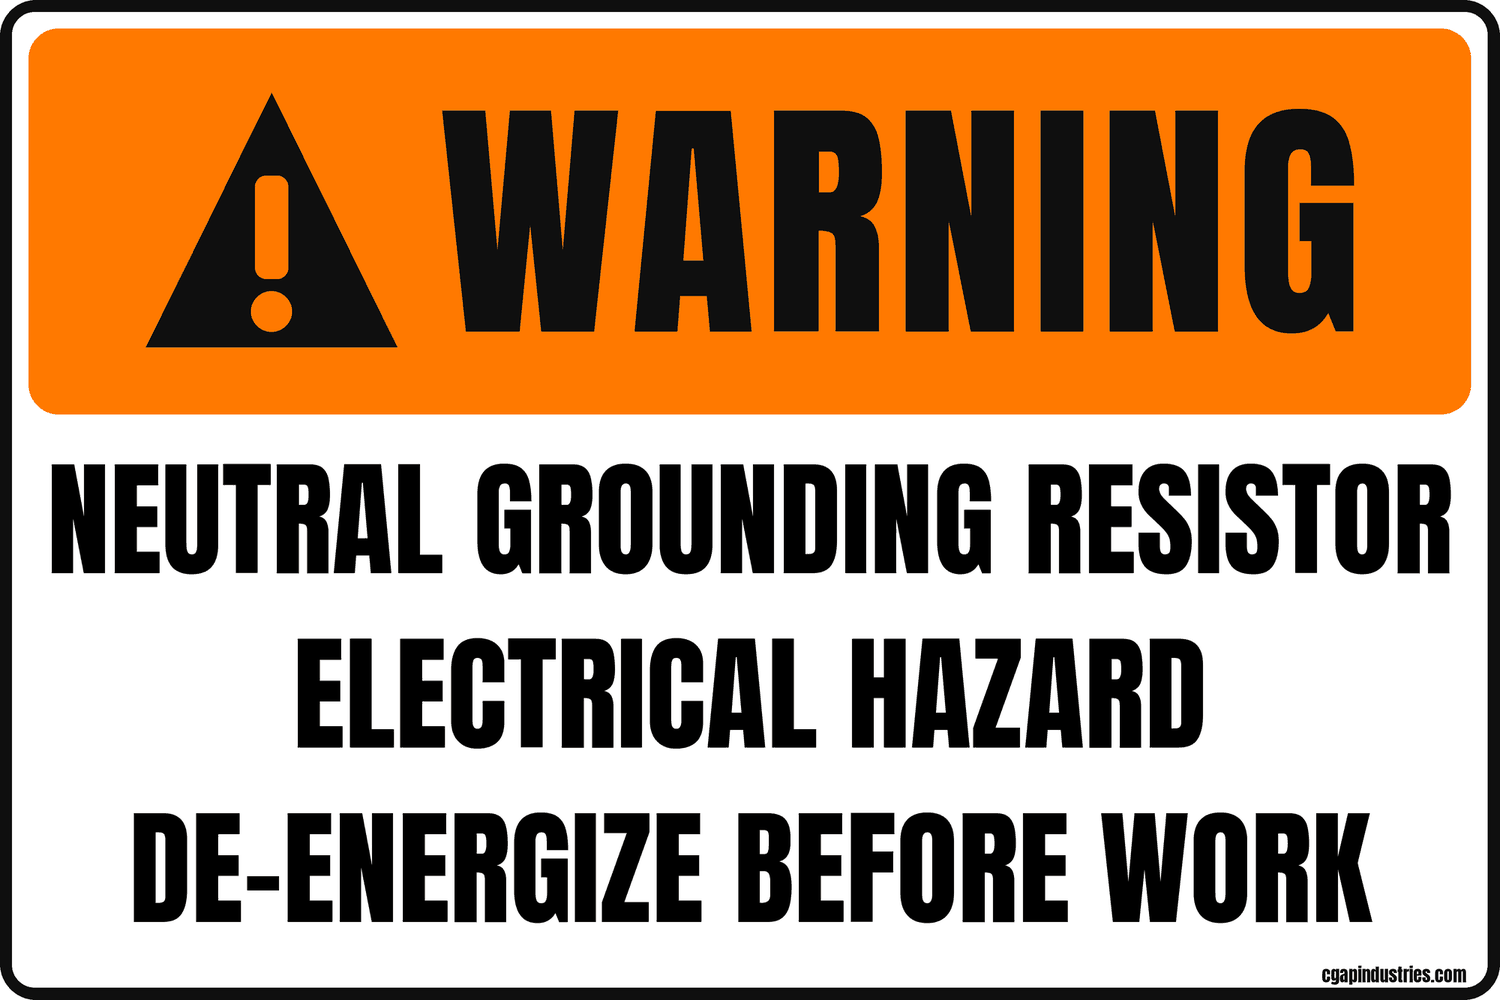 WARNING
NEUTRAL GROUNDING RESISTOR
ELECTRICAL HAZARD
DE-ENERGIZE BEFORE WORK
cgapindustries.com